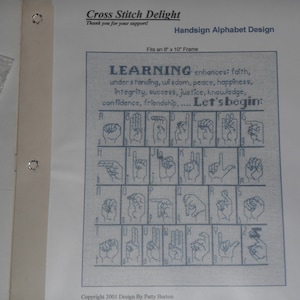 Cross Stitch Delight
Thank you for your support!
Handsign Alphabet Design
Fits an 8" x 10" Frame
LEARNING enhances: faith,
understanding, wisdom, peace, happiness,
integrity, success, justice, knowledge,
confidence, friendship, .... Let's begin:
Copyright 2001 Design By Patty Burton